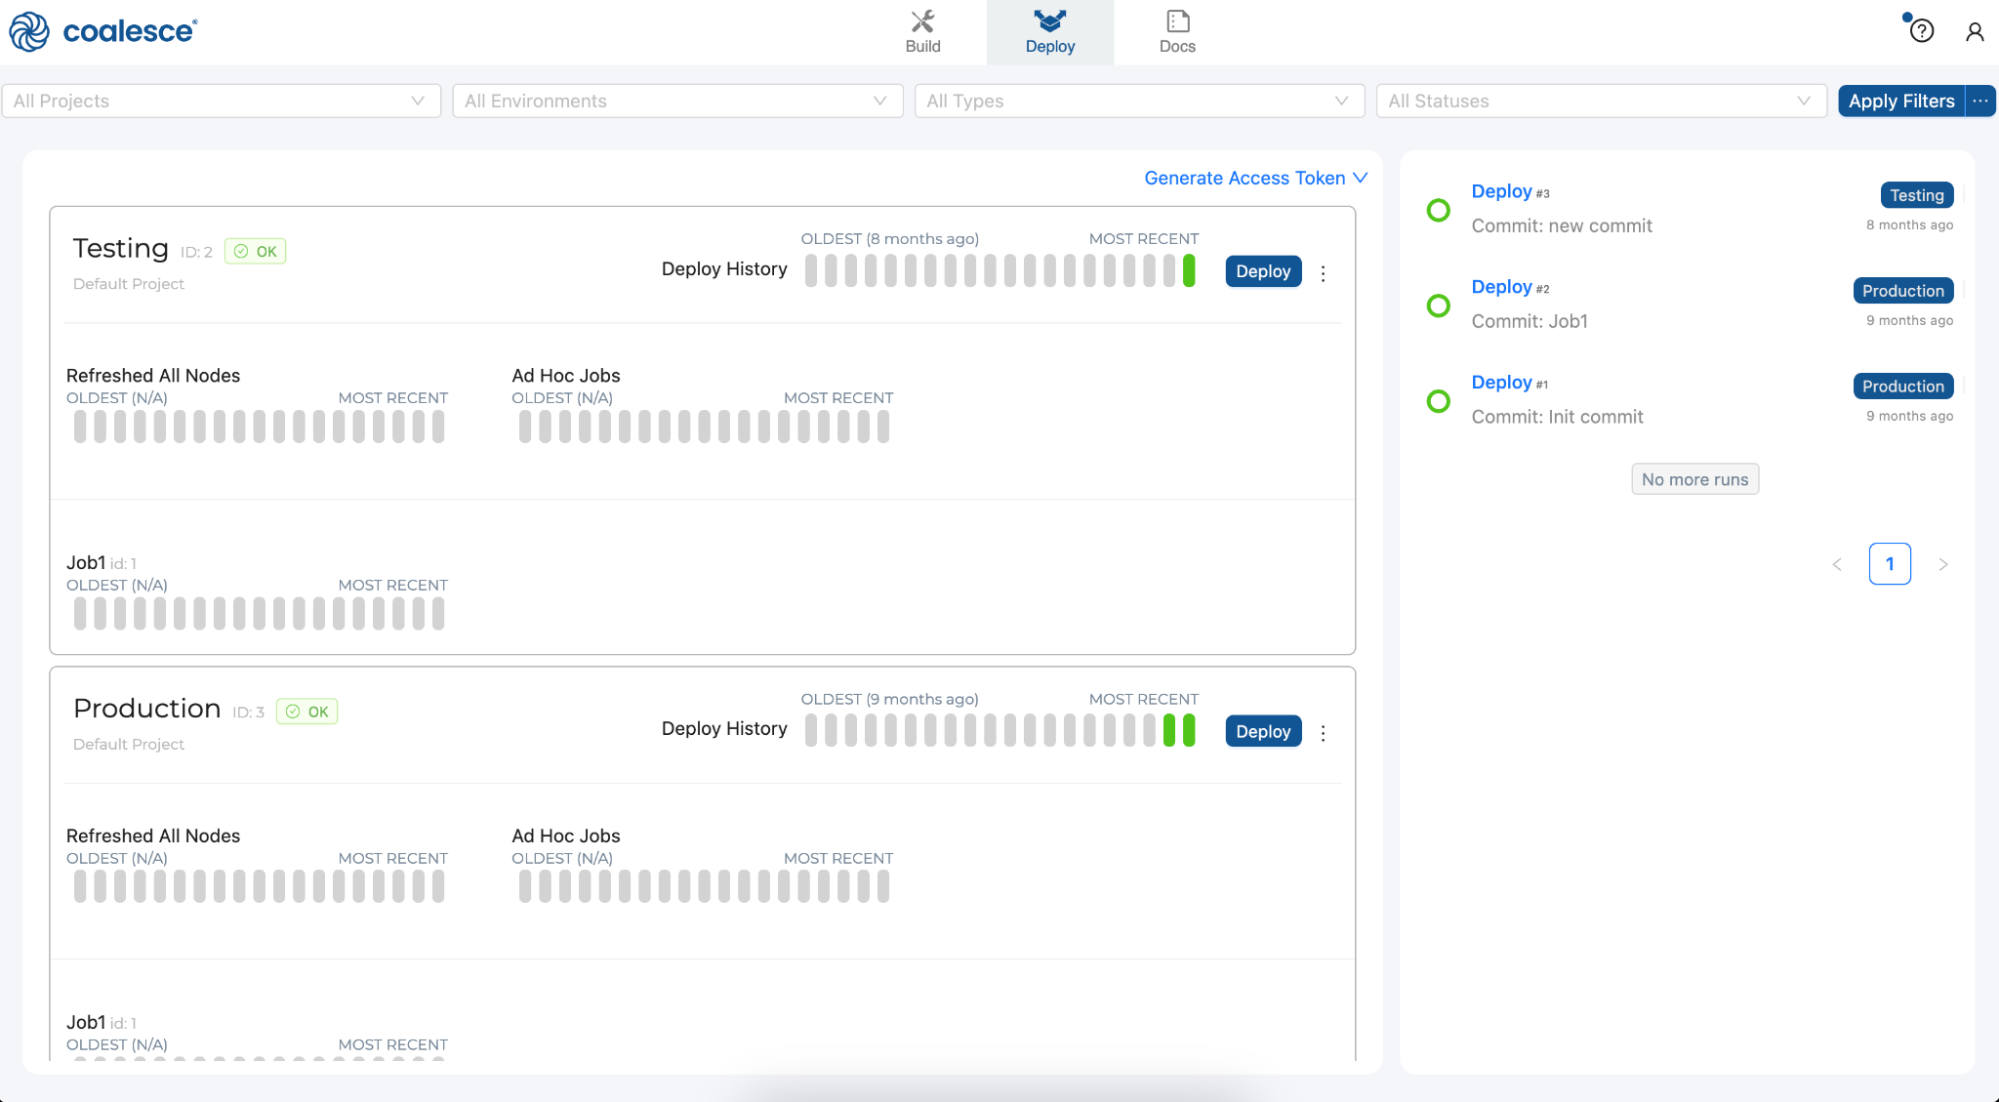 coalesce®
Build
Deploy
Docs
All Projects
All Environments
All Types
All Statuses
Apply Filters ···
Generate Access Token
Testing ID: 2 OK
Default Project
Deploy History
OLDEST (8 months ago) MOST RECENT
Deploy
Refreshed All Nodes
OLDEST (N/A) MOST RECENT
Ad Hoc Jobs
OLDEST (N/A) MOST RECENT
Job1 id: 1
OLDEST (N/A) MOST RECENT
Production ID: 3 OK
Default Project
Deploy History
OLDEST (9 months ago) MOST RECENT
Deploy
Refreshed All Nodes
OLDEST (N/A) MOST RECENT
Ad Hoc Jobs
OLDEST (N/A) MOST RECENT
Job1 id: 1
OLDEST (N/A) MOST RECENT
Deploy #3 Testing
Commit: new commit 8 months ago
Deploy #2 Production
Commit: Job1 9 months ago
Deploy #1 Production
Commit: Init commit 9 months ago
No more runs
< 1 >